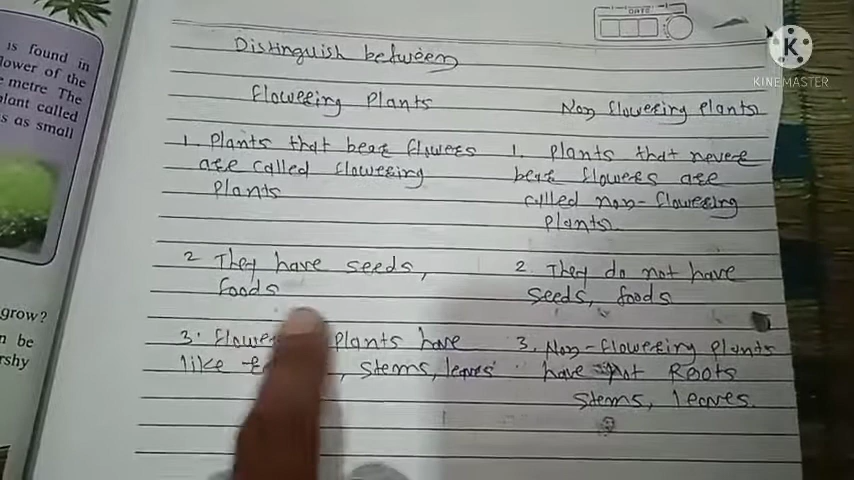 DATE
KINEMASTER
is found in
lower of the
e metre The
plant called
s as small
grow?
n be
rshy
Distinguish between
Flowering Plants
Non flowering plants
1. Plants that bear flowers
are called flowering
Plants
1. Plants that never
bear flowers are
called non-flowering
plants.
2 They have seeds,
foods
2. They do not have
seeds, foods
3. Plants have
like , stems, leaves
3. Non-flowering plants
have not Roots
stems, leaves.